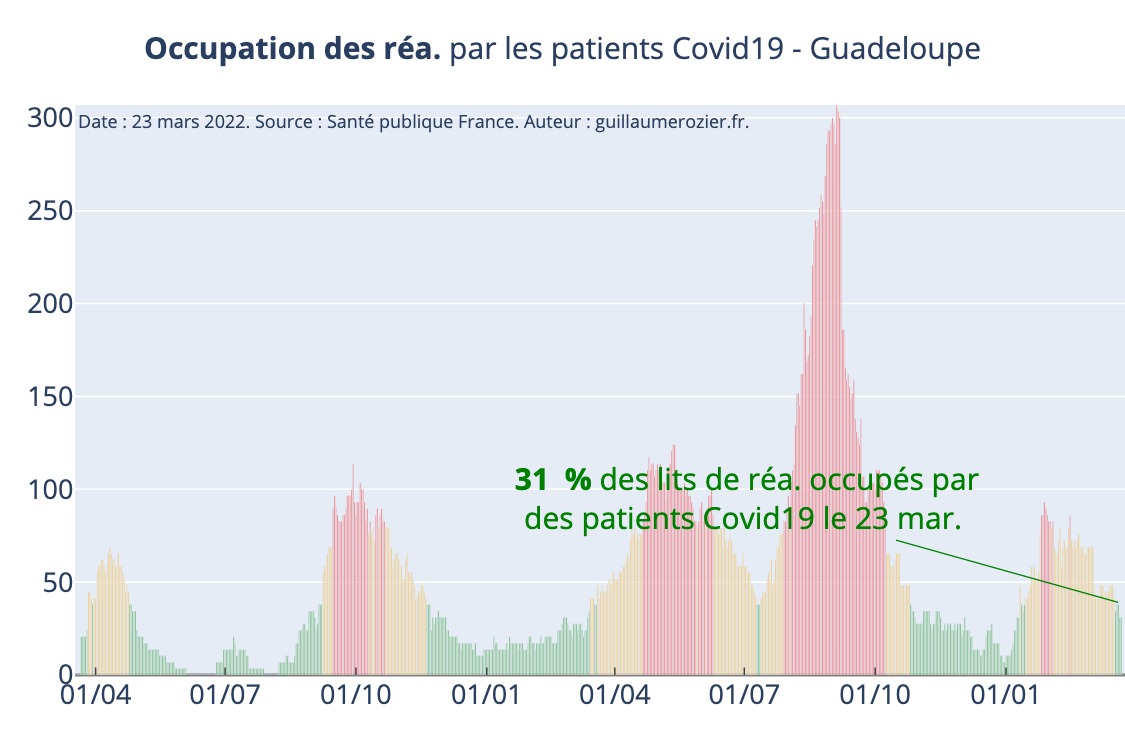 Occupation des réa. par les patients Covid19 - Guadeloupe
300
Date : 23 mars 2022. Source : Santé publique France. Auteur : guillaumerozier.fr.
250
200
150
100
31 % des lits de réa. occupés par
des patients Covid19 le 23 mar.
50
0
01/04 01/07 01/10 01/01 01/04 01/07 01/10 01/01